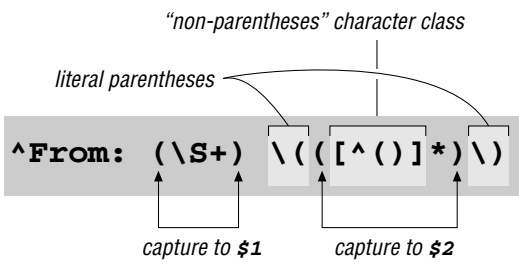 “non-parentheses” character class
literal parentheses
^From: (\S+) \(([^()]*)\)
capture to $1 capture to $2